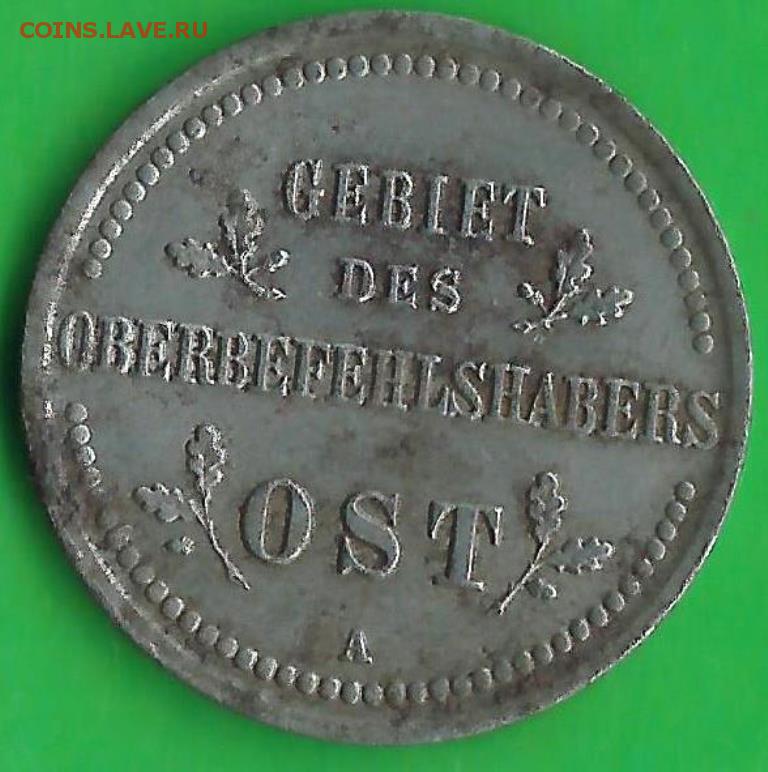 COINS.LAVE.RU
GEBIET
DES
OBERBEFEHLSHABERS
OST
A